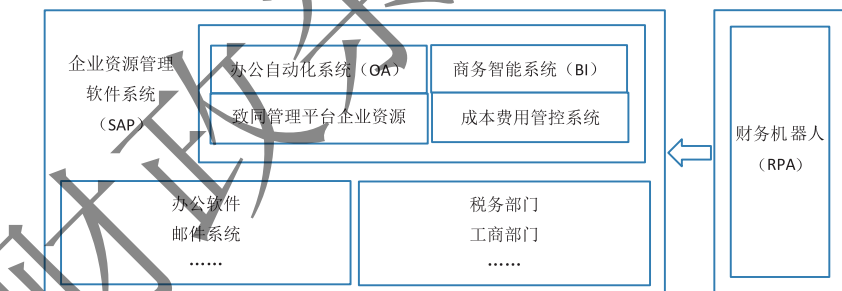 企业资源管理
软件系统
（SAP）
办公自动化系统（OA）
商务智能系统（BI）
致同管理平台企业资源
成本费用管控系统
办公软件
邮件系统
……
税务部门
工商部门
……
财务机器人
（RPA）
财政